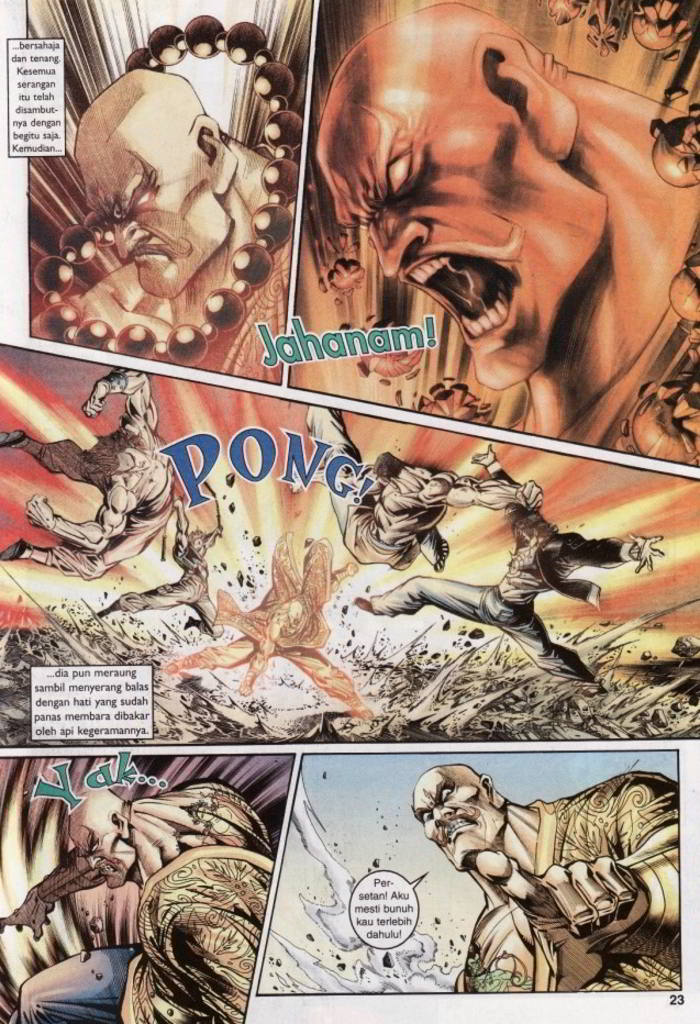 ...bersahaja
dan tenang.
Kesemua
serangan
itu telah
disambut-
nya dengan
begitu saja.
Kemudian...
Jahanam!
PONG!
...dia pun meraung
sambil menyerang balas
dengan hati yang sudah
panas membara dibakar
oleh api kegeramannya.
Yak...
Per-
setan! Aku
mesti bunuh
kau terlebih
dahulu!
23